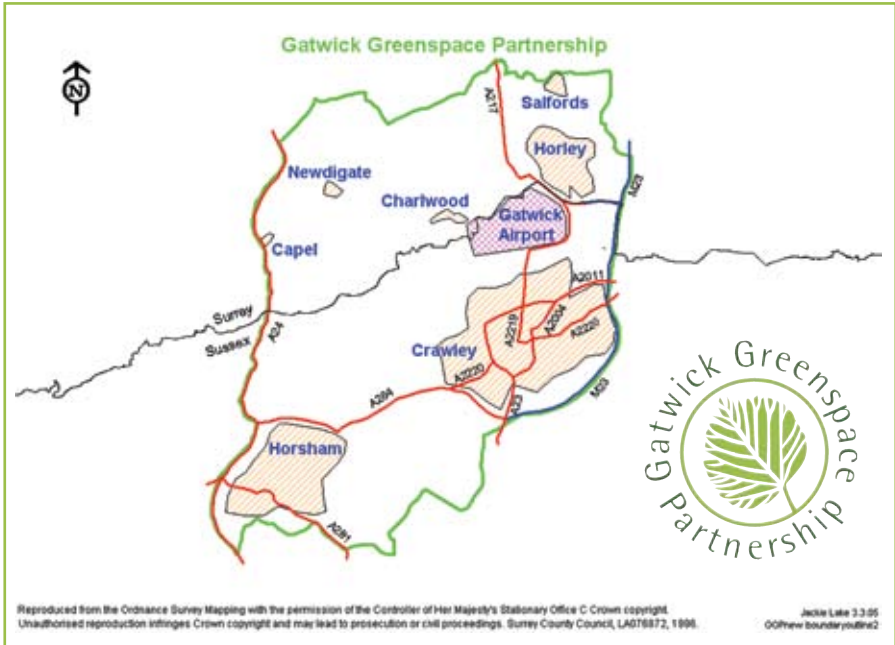 Gatwick Greenspace Partnership
N
A217
Salfords
Horley
M23
Newdigate
Charlwood
Gatwick
Airport
Capel
Surrey
Sussex
A24
A2011
A2219
A2004
A2220
Crawley
A2220
A264
A23
M23
Horsham
A281
Gatwick Greenspace
Partnership
Reproduced from the Ordnance Survey Mapping with the permission of the Controller of Her Majesty's Stationary Office C Crown copyright.
Unauthorised reproduction infringes Crown copyright and may lead to prosecution or civil proceedings. Surrey County Council, LA076872, 1996.
Jackie Lake 3.3.05
GGPnew boundaryoutline2